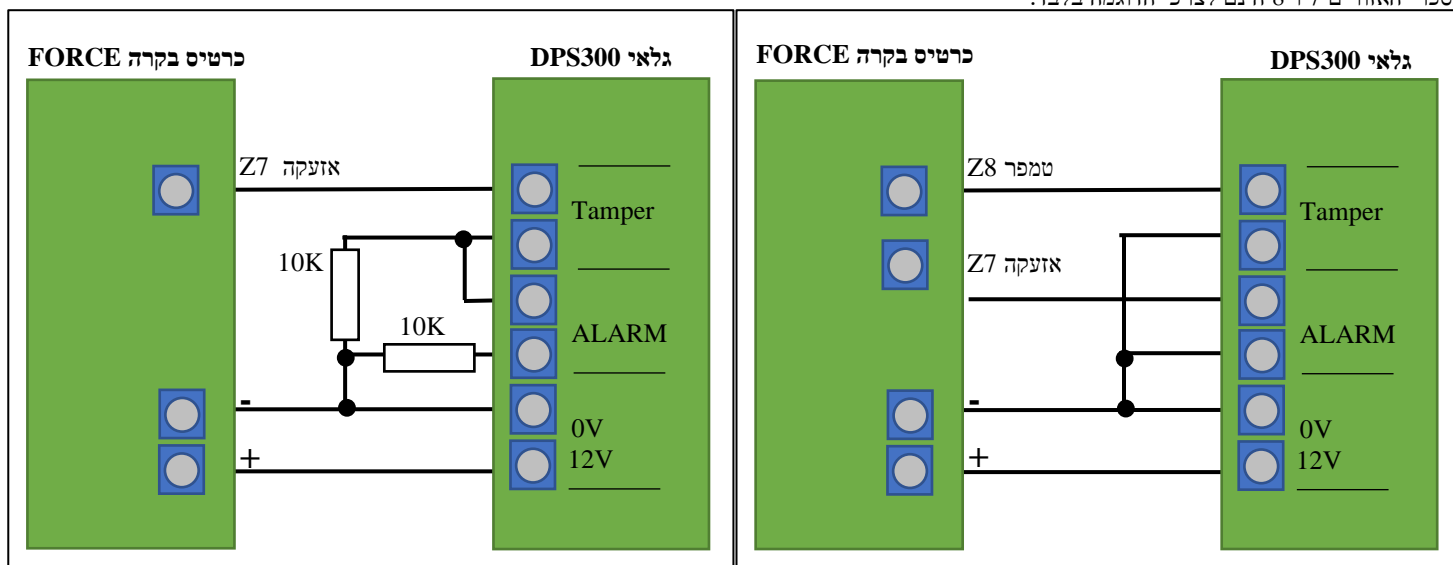 כרטיס בקרה FORCE
גלאי DPS300
אזעקה Z7
Tamper
10K
10K
ALARM
-
0V
+
12V
כרטיס בקרה FORCE
גלאי DPS300
טמפר Z8
Tamper
אזעקה Z7
ALARM
-
0V
+
12V